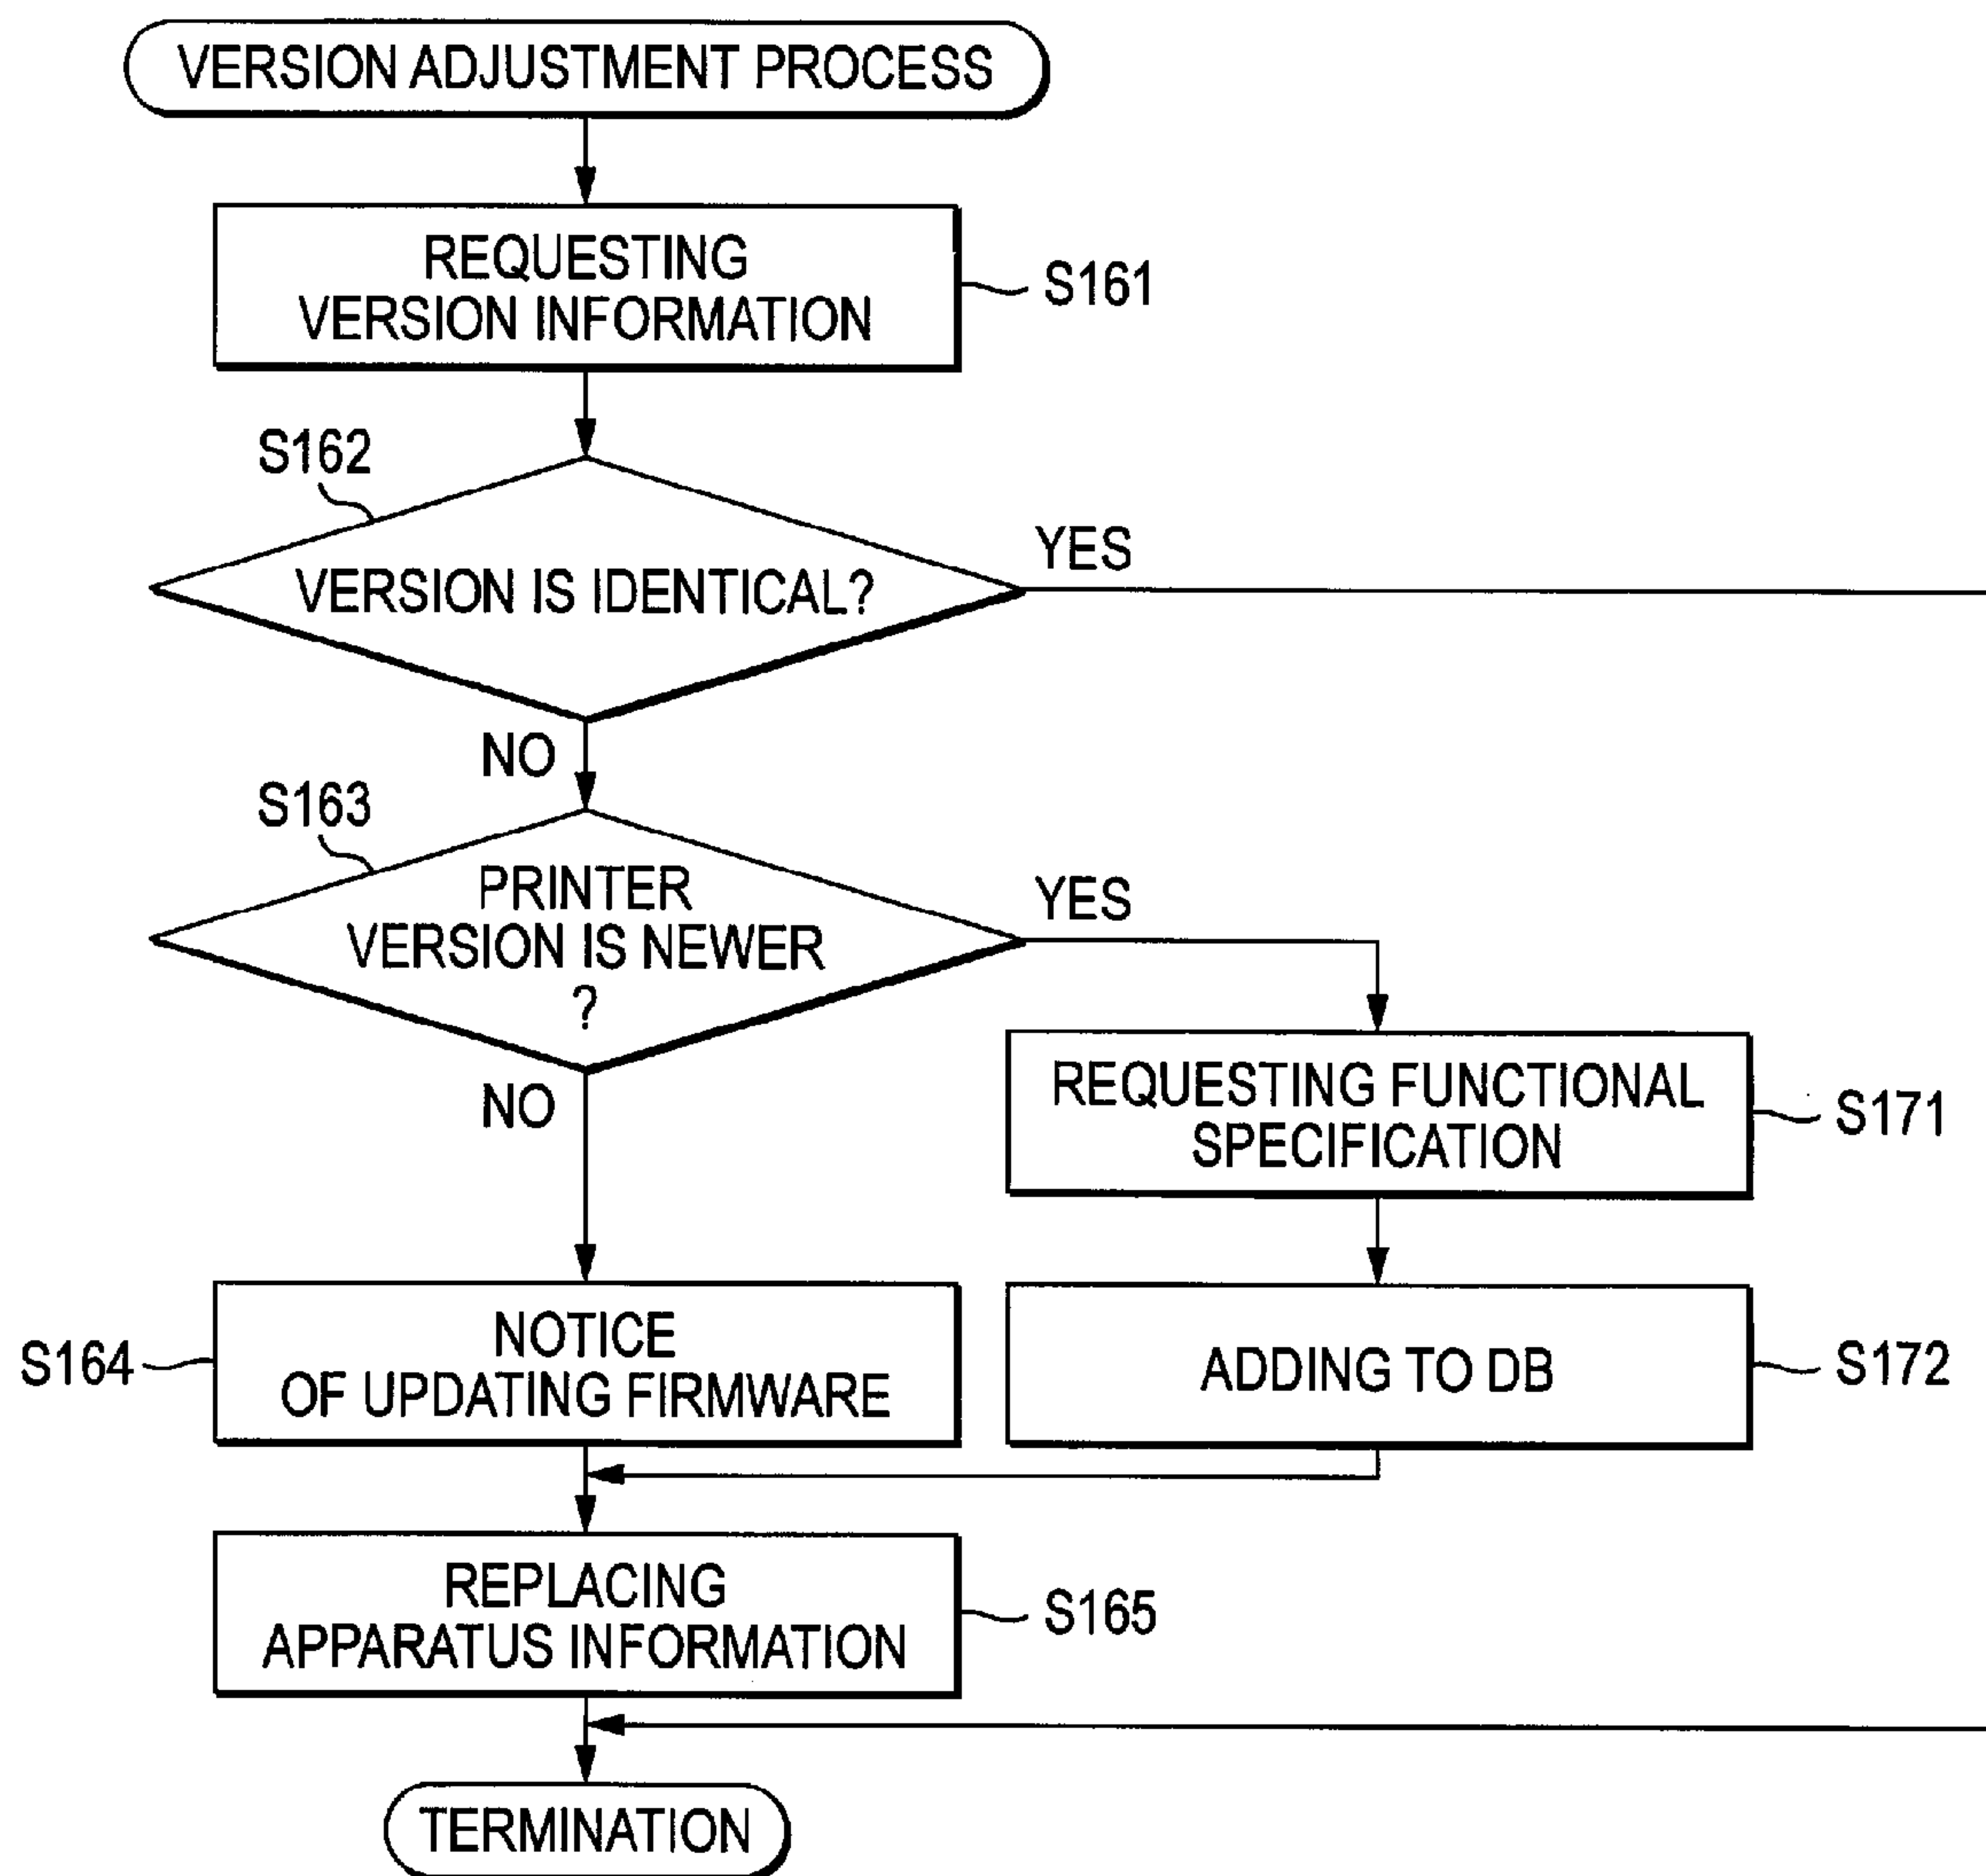 VERSION ADJUSTMENT PROCESS
REQUESTING
VERSION INFORMATION
S161
S162
YES
VERSION IS IDENTICAL?
NO
S163
PRINTER
VERSION IS NEWER
?
YES
NO
REQUESTING FUNCTIONAL
SPECIFICATION
S171
NOTICE
OF UPDATING FIRMWARE
S164
ADDING TO DB
S172
REPLACING
APPARATUS INFORMATION
S165
TERMINATION